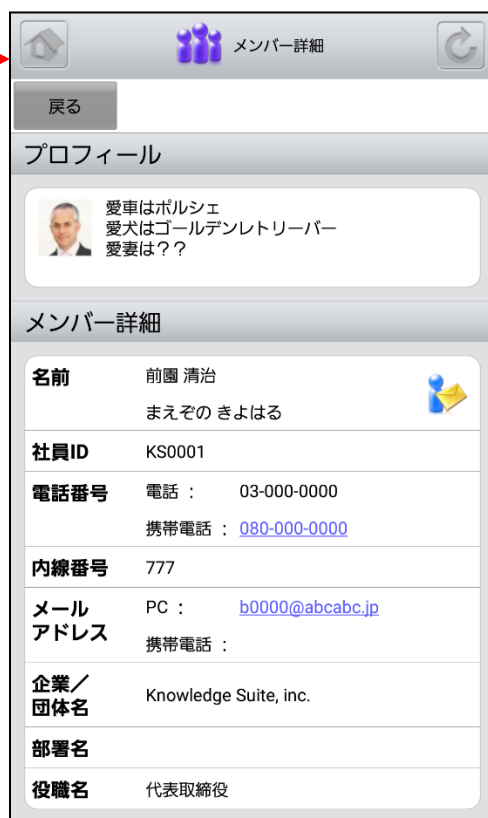 メンバー詳細
戻る
プロフィール
愛車はポルシェ
愛犬はゴールデンレトリーバー
愛妻は？？
メンバー詳細
名前 前園 清治
まえぞの きよはる
社員ID KS0001
電話番号 電話 : 03-000-0000
携帯電話 : 080-000-0000
内線番号 777
メール
アドレス
PC : b0000@abcabc.jp
携帯電話 :
企業／
団体名
Knowledge Suite, inc.
部署名
役職名 代表取締役